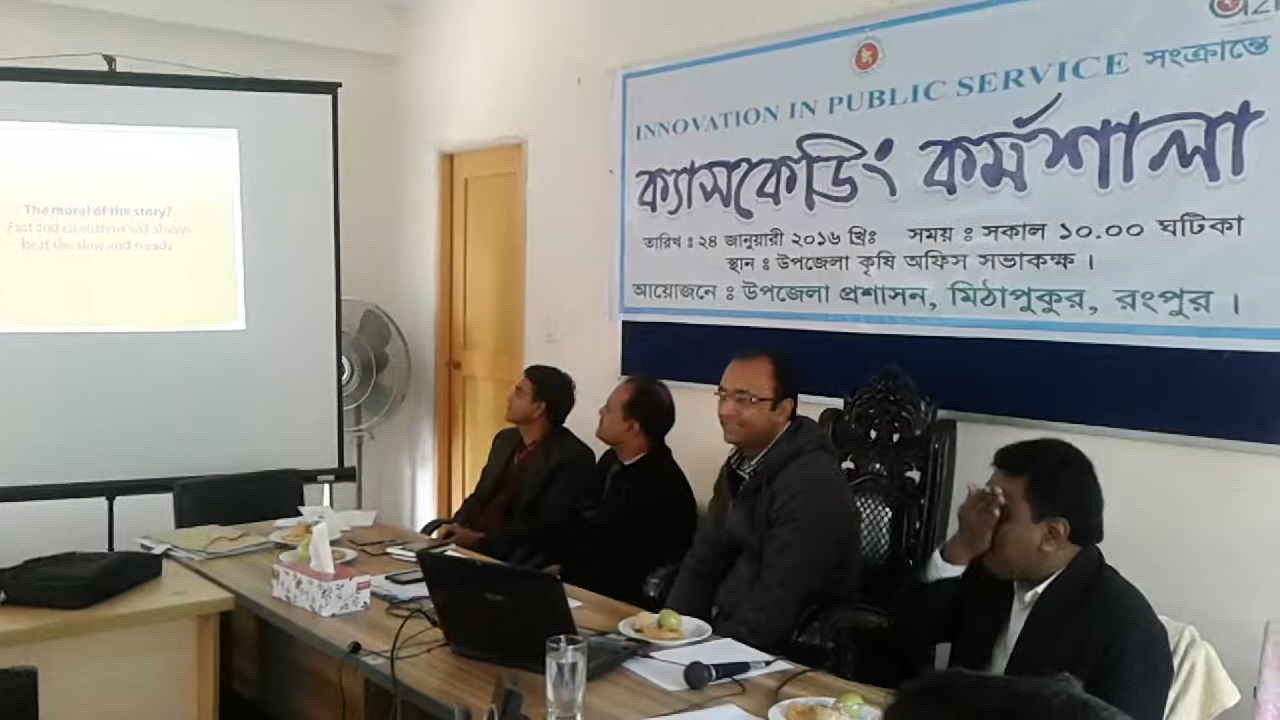 The moral of the story?
Fast and consistent will always
beat the slow and steady.
INNOVATION IN PUBLIC SERVICE সংক্রান্তে
ক্যাসকেডিং কর্মশালা
তারিখ ঃ ২৪ জানুয়ারী ২০১৬ খ্রিঃ সময় ঃ সকাল ১০.০০ ঘটিকা
স্থান ঃ উপজেলা কৃষি অফিস সভাকক্ষ ।
আয়োজনে ঃ উপজেলা প্রশাসন, মিঠাপুকুর, রংপুর ।